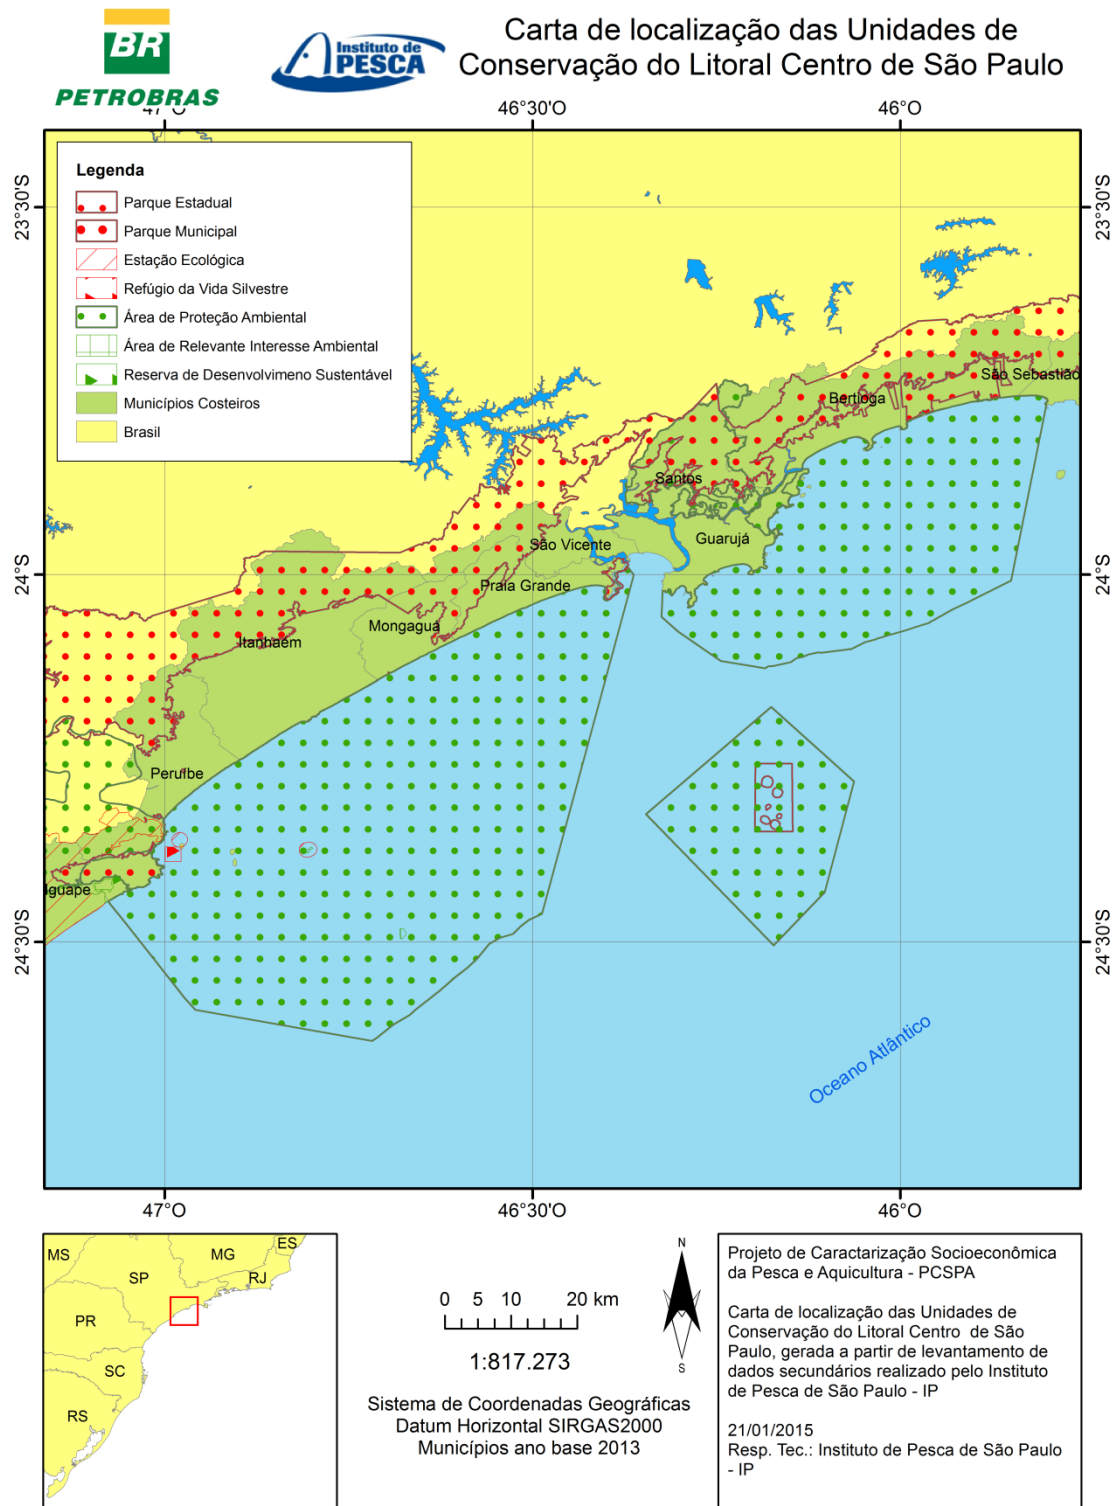 BR
PETROBRAS
Instituto de
PESCA
Carta de localização das Unidades de
Conservação do Litoral Centro de São Paulo
47°O
46°30'O
46°O
23°30'S
23°30'S
Legenda
Parque Estadual
Parque Municipal
Estação Ecológica
Refúgio da Vida Silvestre
Área de Proteção Ambiental
Área de Relevante Interesse Ambiental
Reserva de Desenvolvimeno Sustentável
Municípios Costeiros
Brasil
São Sebastião
Bertioga
Santos
Guarujá
São Vicente
Praia Grande
Mongaguá
Itanhaém
Peruíbe
Iguape
24°S
24°S
24°30'S
24°30'S
Oceano Atlântico
47°O
46°30'O
46°O
MS
MG
ES
SP
RJ
PR
SC
RS
0 5 10 20 km
1:817.273
Sistema de Coordenadas Geográficas
Datum Horizontal SIRGAS2000
Municípios ano base 2013
N
S
Projeto de Caractarização Socioeconômica
da Pesca e Aquicultura - PCSPA
Carta de localização das Unidades de
Conservação do Litoral Centro de São
Paulo, gerada a partir de levantamento de
dados secundários realizado pelo Instituto
de Pesca de São Paulo - IP
21/01/2015
Resp. Tec.: Instituto de Pesca de São Paulo
- IP